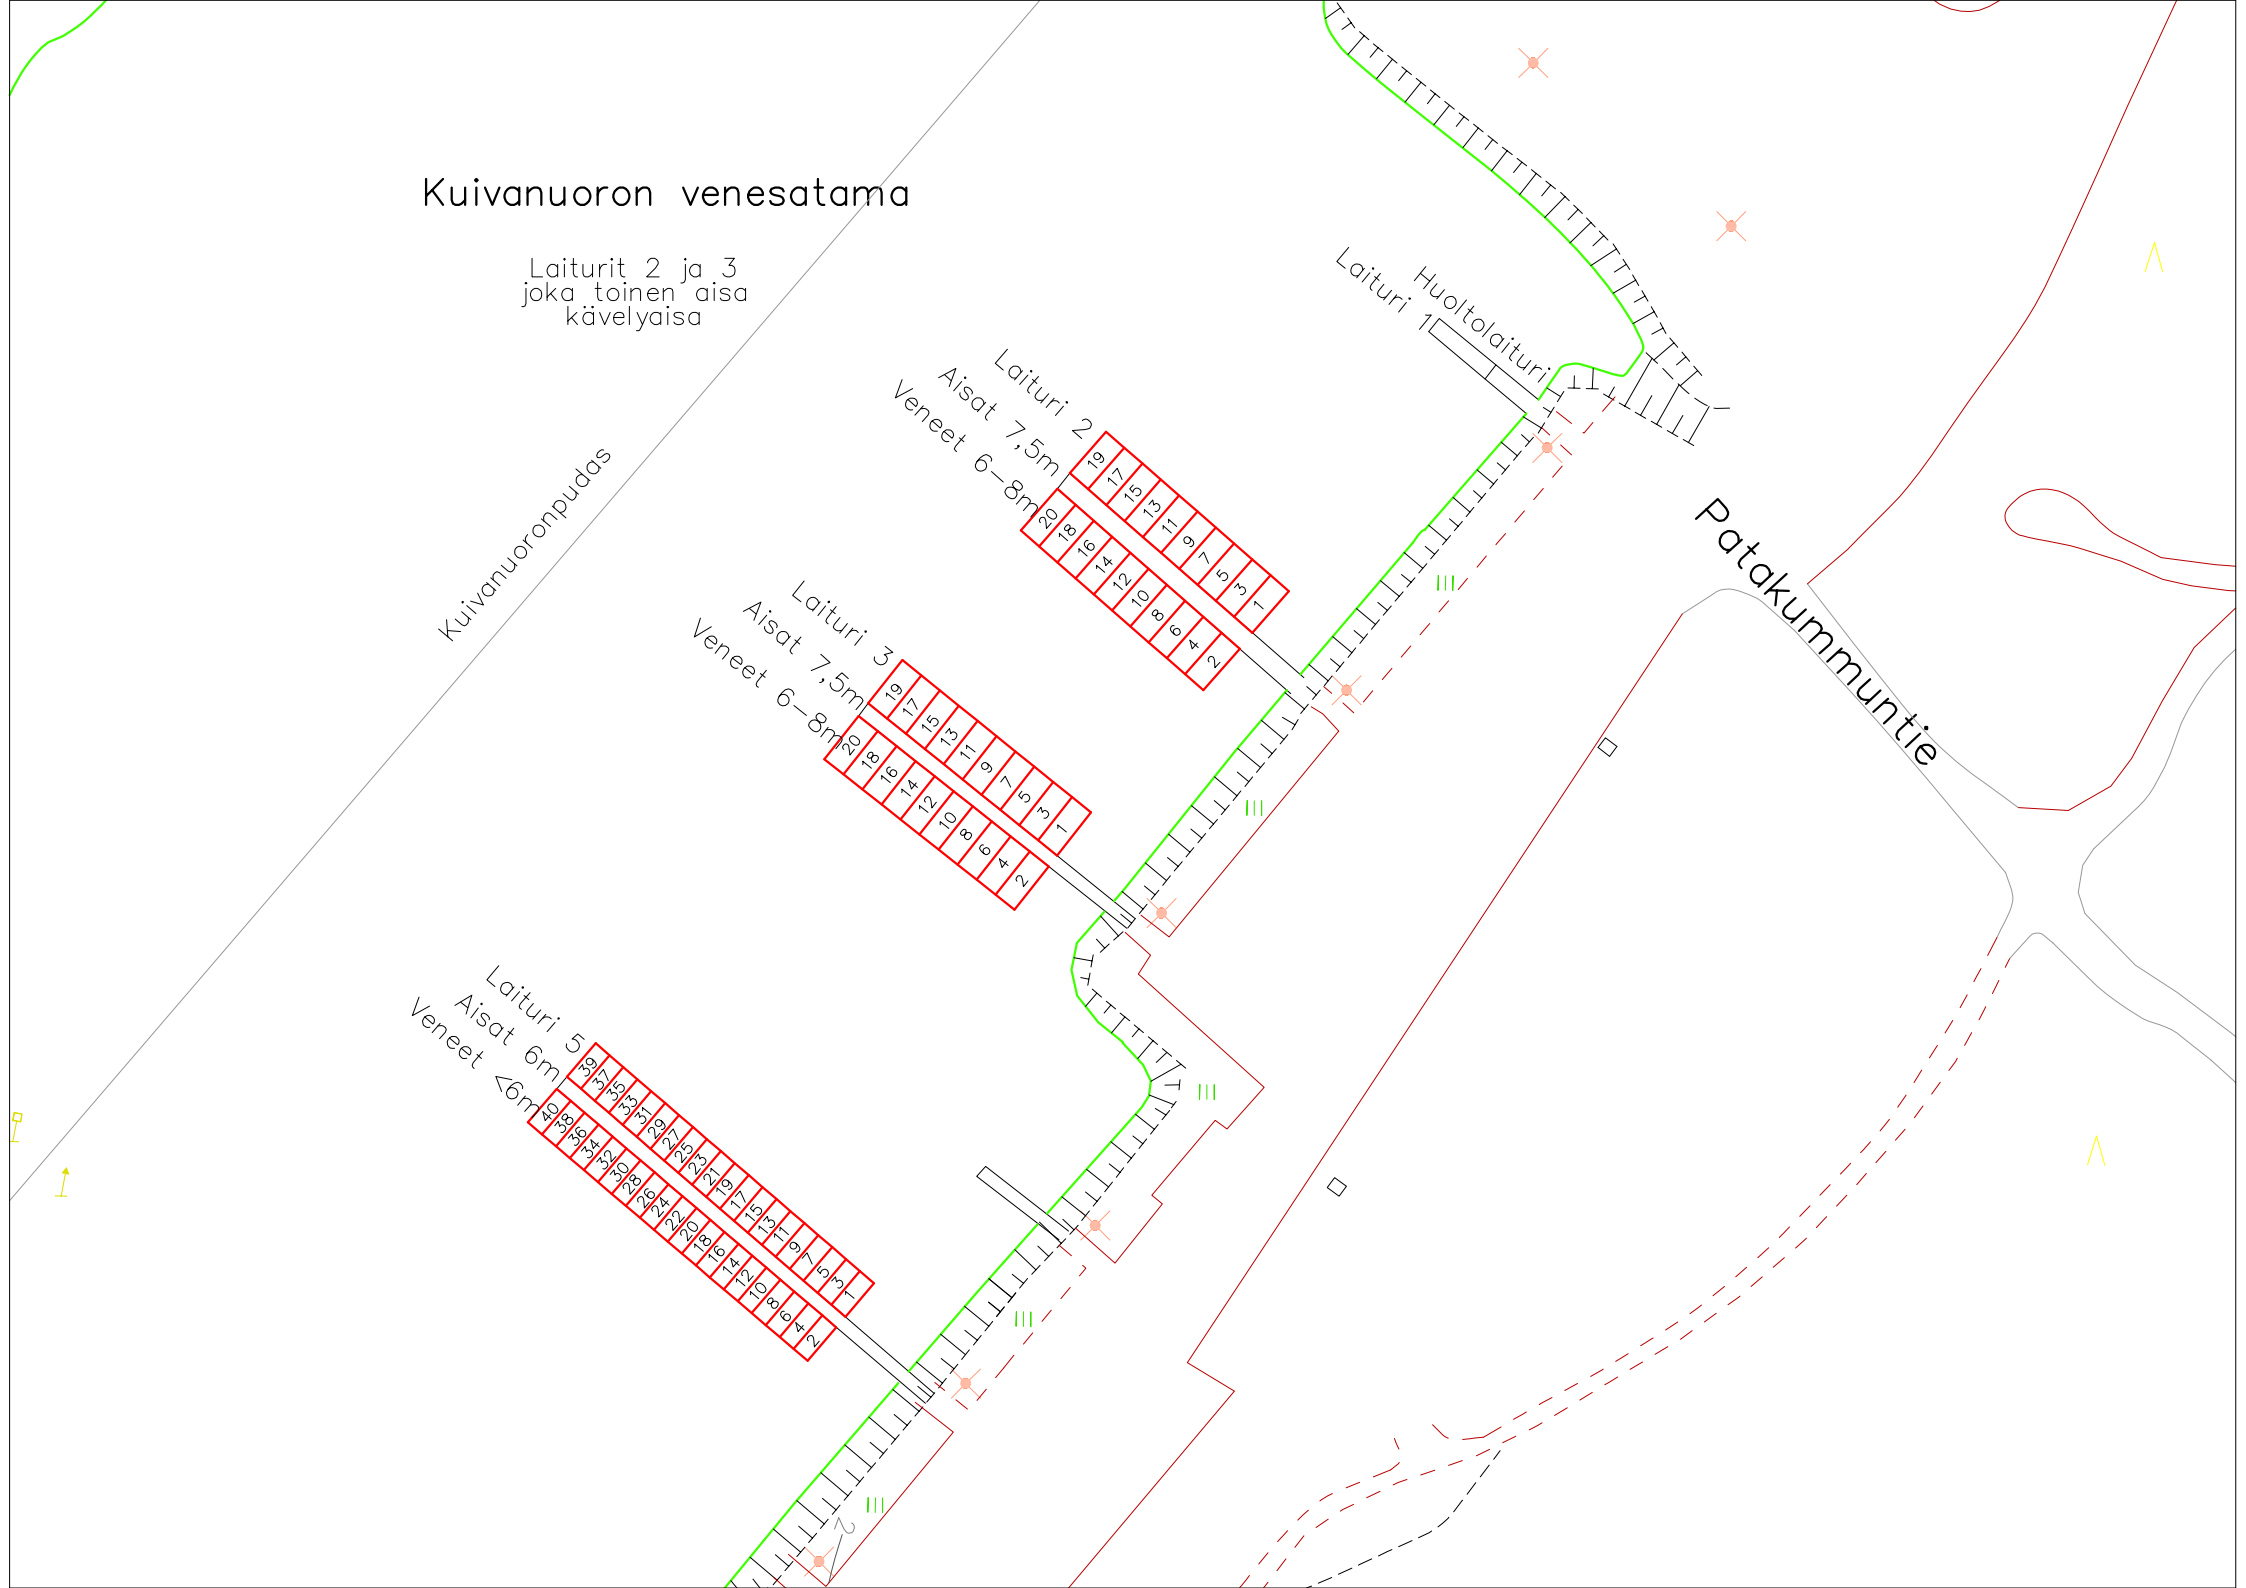 Kuivanuoron venesatama
Laiturit 2 ja 3
joka toinen aisa
kävelyaisa
Kuivanuoronpudas
Huoltolaituri
Laituri 1
Laituri 2
Aisat 7,5m
Veneet 6-8m
19 17 15 13 11 9 7 5 3 1
20 18 16 14 12 10 8 6 4 2
Laituri 3
Aisat 7,5m
Veneet 6-8m
19 17 15 13 11 9 7 5 3 1
20 18 16 14 12 10 8 6 4 2
Laituri 5
Aisat 6m
Veneet <6m
39 37 35 33 31 29 27 25 23 21 19 17 15 13 11 9 7 5 3 1
40 38 36 34 32 30 28 26 24 22 20 18 16 14 12 10 8 6 4 2
Patakummuntie
2